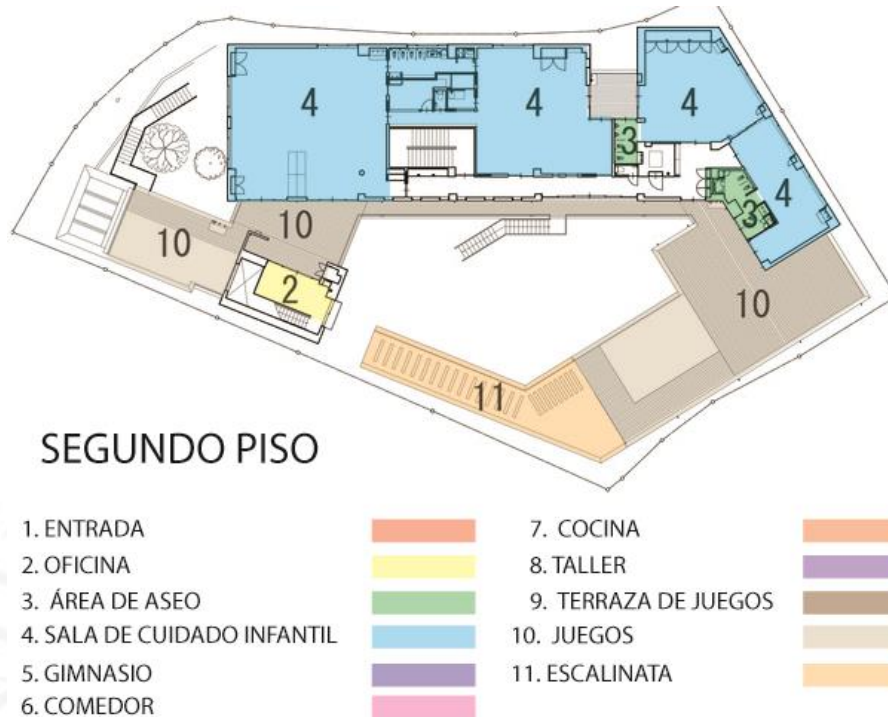 4
4
4
3
4
3
10
10
2
10
11
SEGUNDO PISO
1. ENTRADA
2. OFICINA
3. ÁREA DE ASEO
4. SALA DE CUIDADO INFANTIL
5. GIMNASIO
6. COMEDOR
7. COCINA
8. TALLER
9. TERRAZA DE JUEGOS
10. JUEGOS
11. ESCALINATA